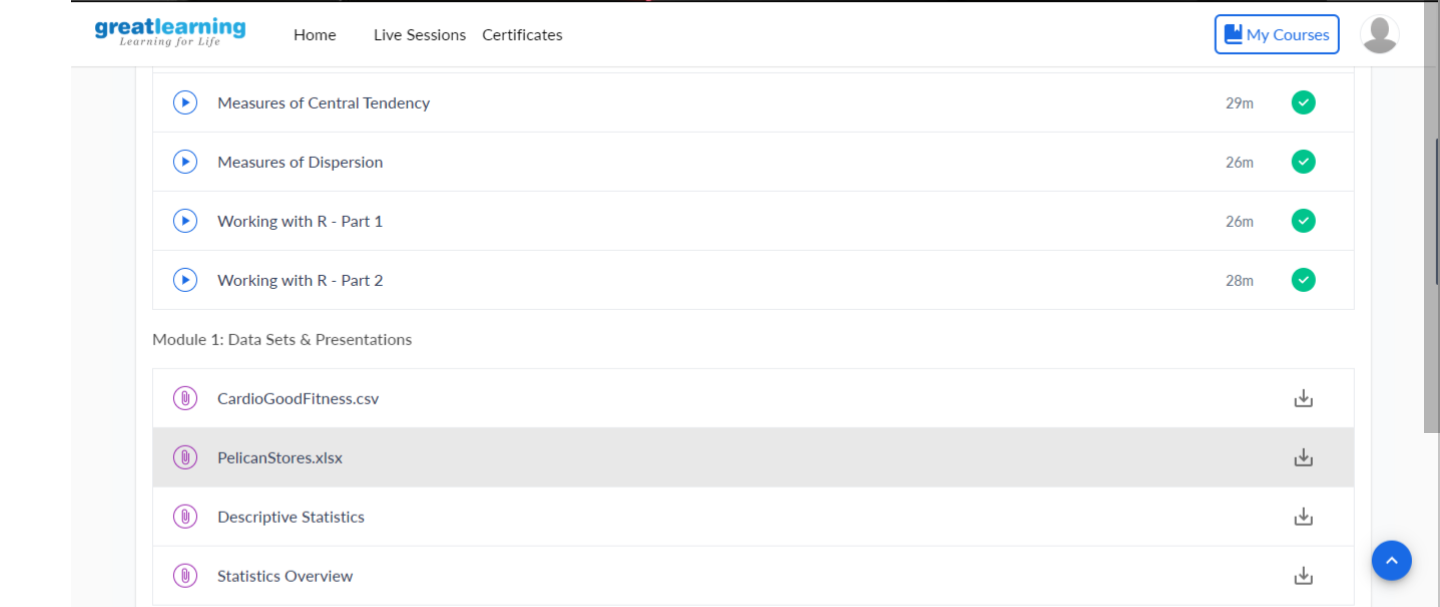 greatlearning
Learning for Life
Home Live Sessions Certificates My Courses
Measures of Central Tendency 29m
Measures of Dispersion 26m
Working with R - Part 1 26m
Working with R - Part 2 28m
Module 1: Data Sets & Presentations
CardioGoodFitness.csv
PelicanStores.xlsx
Descriptive Statistics
Statistics Overview